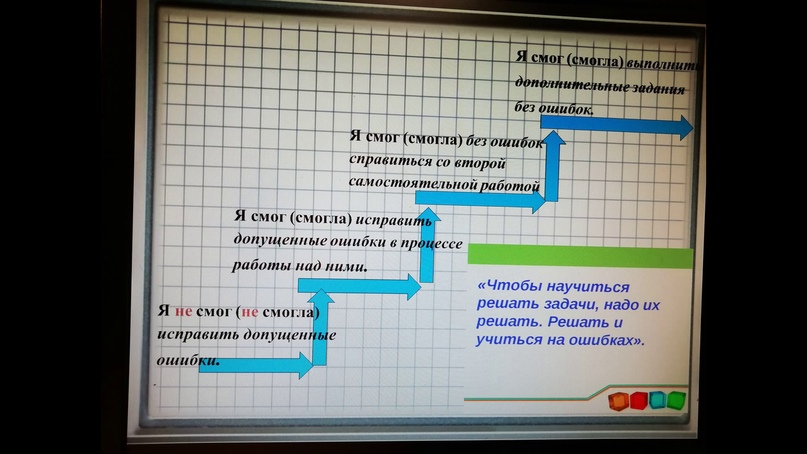 Я смог (смогла) выполнить
дополнительные задания
без ошибок.
Я смог (смогла) без ошибок
справиться со второй
самостоятельной работой
Я смог (смогла) исправить
допущенные ошибки в процессе
работы над ними.
Я не смог (не смогла)
исправить допущенные
ошибки.
«Чтобы научиться
решать задачи, надо их
решать. Решать и
учиться на ошибках».